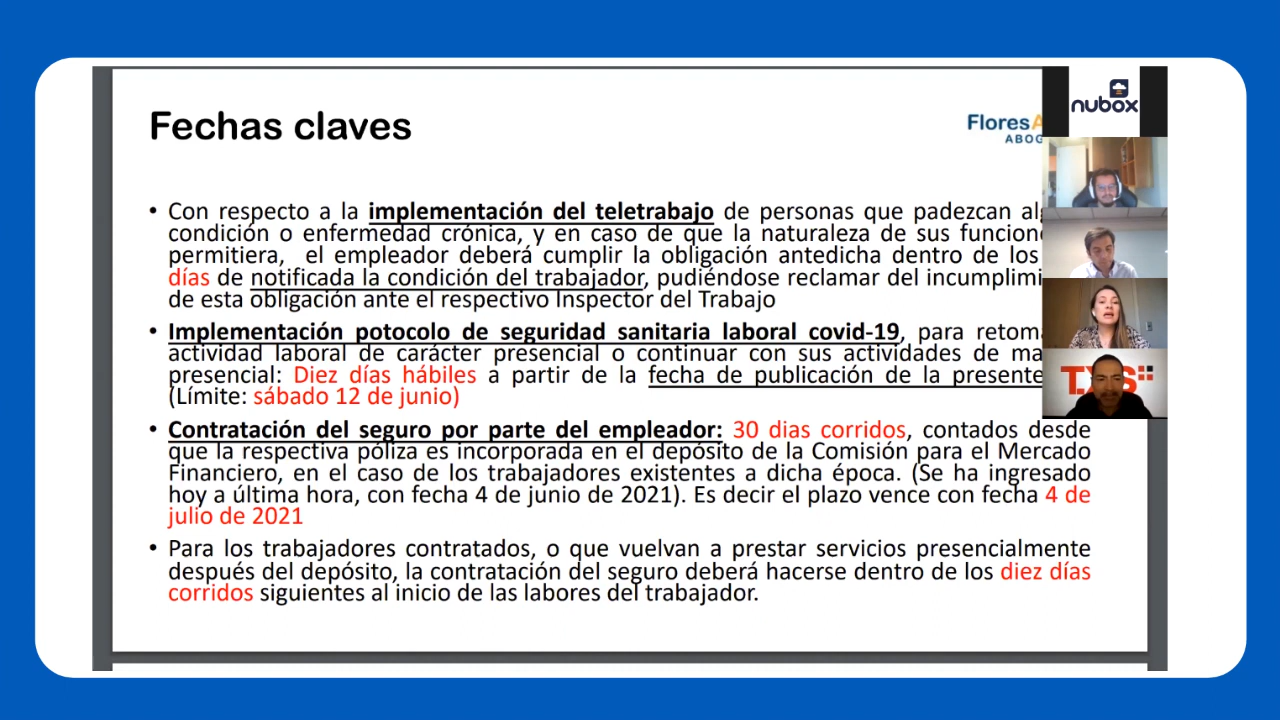 Fechas claves
Flores
ABOG
nubox
• Con respecto a la implementación del teletrabajo de personas que padezcan
condición o enfermedad crónica, y en caso de que la naturaleza de sus
permitiera, el empleador deberá cumplir la obligación antedicha dentro de los
días de notificada la condición del trabajador, pudiéndose reclamar del
de esta obligación ante el respectivo Inspector del Trabajo
• Implementación potocolo de seguridad sanitaria laboral covid-19, para
actividad laboral de carácter presencial o continuar con sus actividades de
presencial: Diez días hábiles a partir de la fecha de publicación de la presente
(Límite: sábado 12 de junio)
• Contratación del seguro por parte del empleador: 30 dias corridos, contados desde
que la respectiva póliza es incorporada en el depósito de la Comisión para el Mercado
Financiero, en el caso de los trabajadores existentes a dicha época. (Se ha ingresado
hoy a última hora, con fecha 4 de junio de 2021). Es decir el plazo vence con fecha 4 de
julio de 2021
• Para los trabajadores contratados, o que vuelvan a prestar servicios presencialmente
después del depósito, la contratación del seguro deberá hacerse dentro de los diez días
corridos siguientes al inicio de las labores del trabajador.